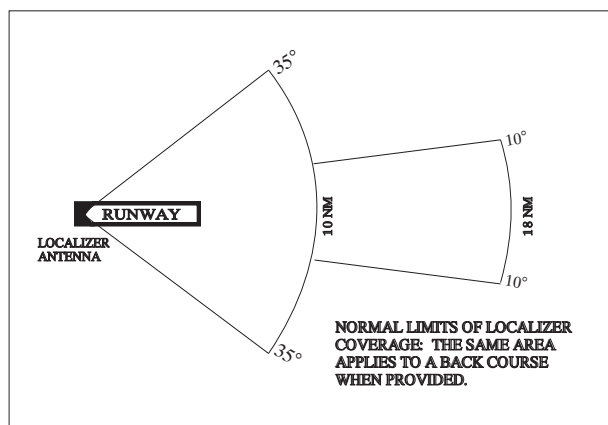 35°
10°
RUNWAY
10 NM
18 NM
LOCALIZER
ANTENNA
10°
35°
NORMAL LIMITS OF LOCALIZER
COVERAGE: THE SAME AREA
APPLIES TO A BACK COURSE
WHEN PROVIDED.